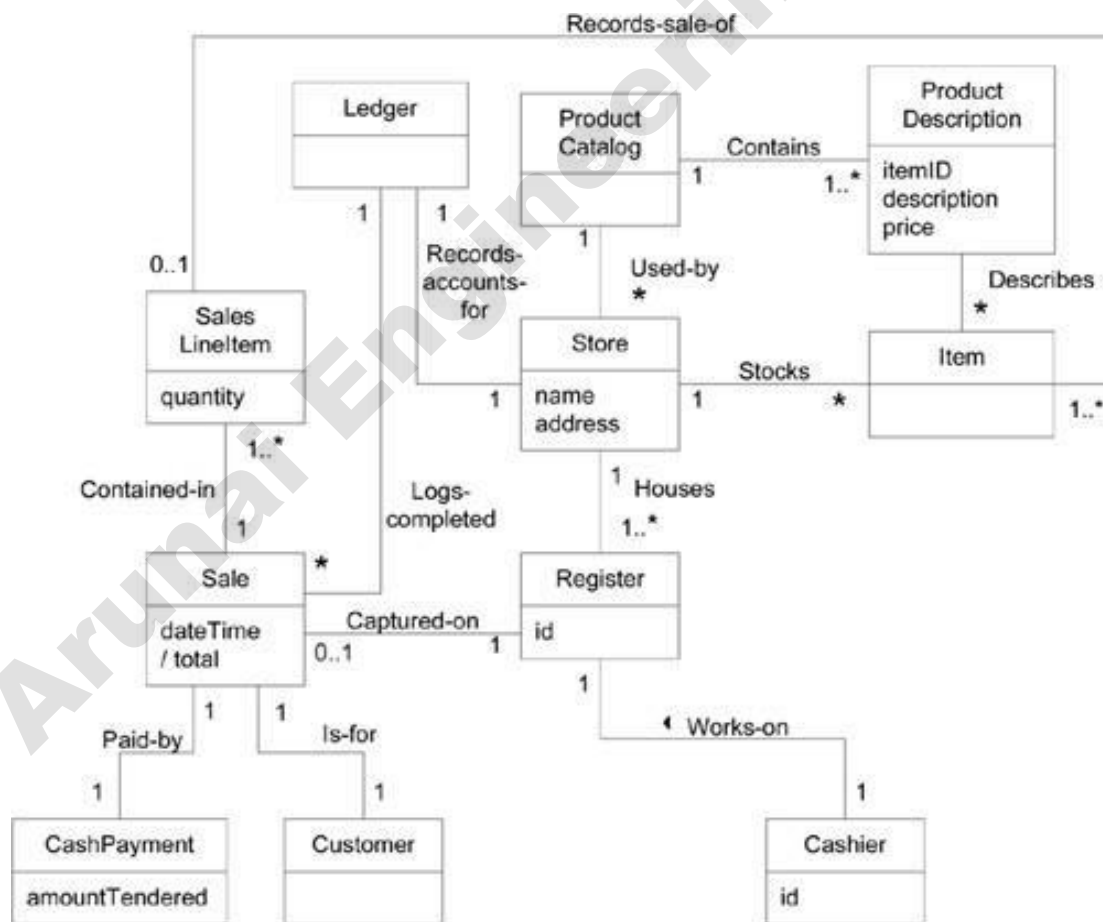 Records-sale-of
Ledger
Product
Catalog
Contains
1
1..*
Product
Description
itemID
description
price
1
1
1
0..1
Records-
accounts-
for
Used-by
*
Describes
*
Sales
LineItem
quantity
Store
name
address
1
1
Stocks
*
Item
1..*
1..*
Contained-in
1
Logs-
completed
*
1
Houses
1..*
Sale
dateTime
/ total
Captured-on
0..1
1
Register
id
1
1
1
Paid-by
Is-for
Works-on
1
1
1
CashPayment
amountTendered
Customer
Cashier
id
Arunai Engineerin